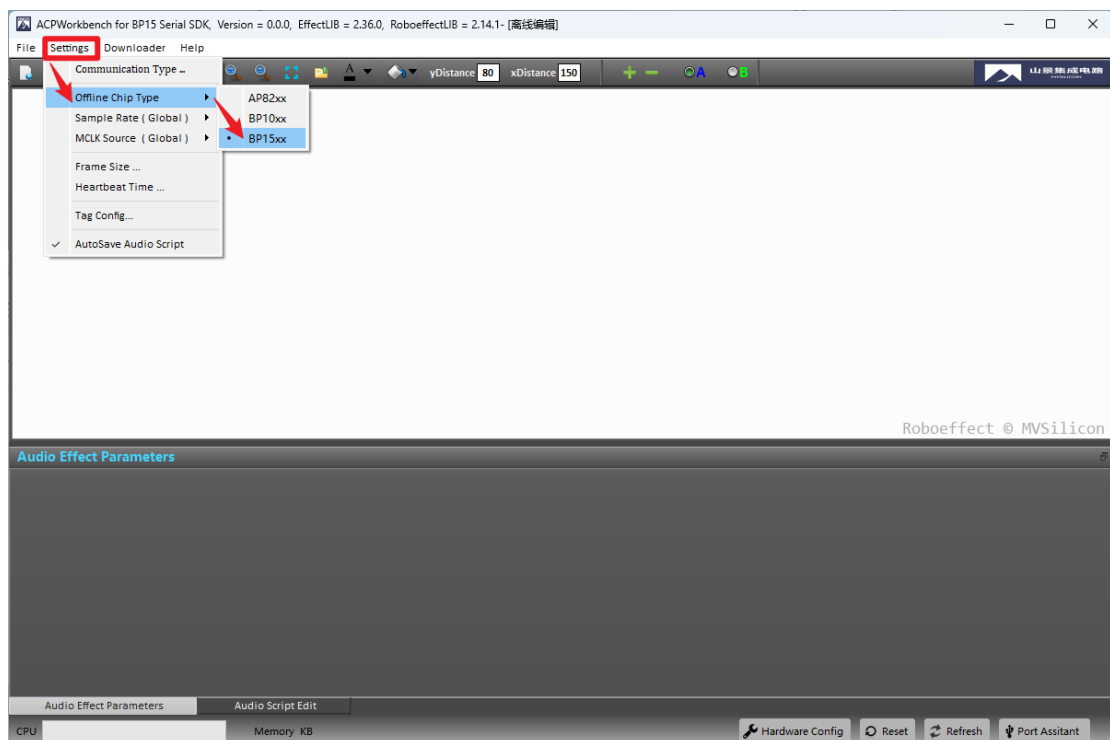 ACPWorkbench for BP15 Serial SDK, Version = 0.0.0, EffectLIB = 2.36.0, RoboeffectLIB = 2.14.1- [离线编辑]
File Settings Downloader Help
yDistance 80 xDistance 150 A B 山景集成电路
MVSILICON
Communication Type ...
Offline Chip Type
Sample Rate ( Global )
MCLK Source ( Global )
Frame Size ...
Heartbeat Time ...
Tag Config...
AutoSave Audio Script
AP82xx
BP10xx
BP15xx
Roboeffect © MVSilicon
Audio Effect Parameters
Audio Effect Parameters Audio Script Edit
CPU Memory KB Hardware Config Reset Refresh Port Assitant